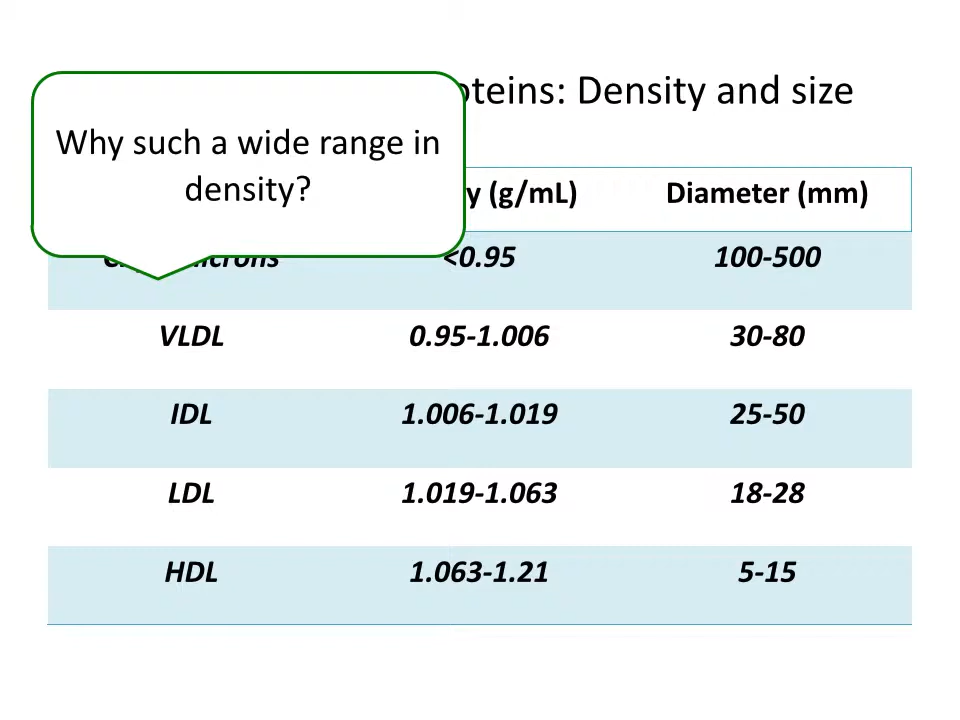 oteins: Density and size
Why such a wide range in
density?
y (g/mL) Diameter (mm)
<0.95 100-500
VLDL 0.95-1.006 30-80
IDL 1.006-1.019 25-50
LDL 1.019-1.063 18-28
HDL 1.063-1.21 5-15